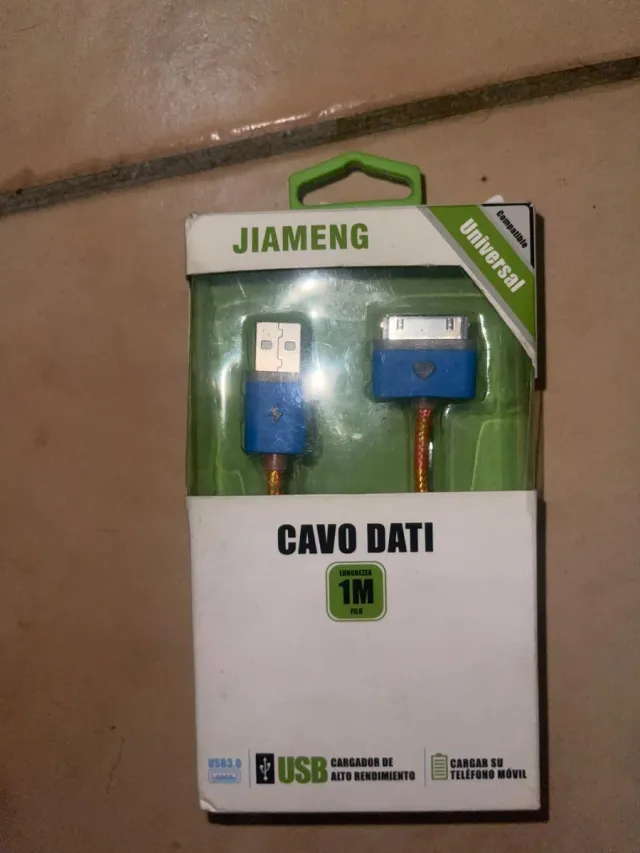 JIAMENG
Compatible
Universal
CAVO DATI
LUNGHEZZA
1M
FILO
USB3.0
USB
CARGADOR DE
ALTO RENDIMIENTO
CARGAR SU
TELÉFONO MÓVIL